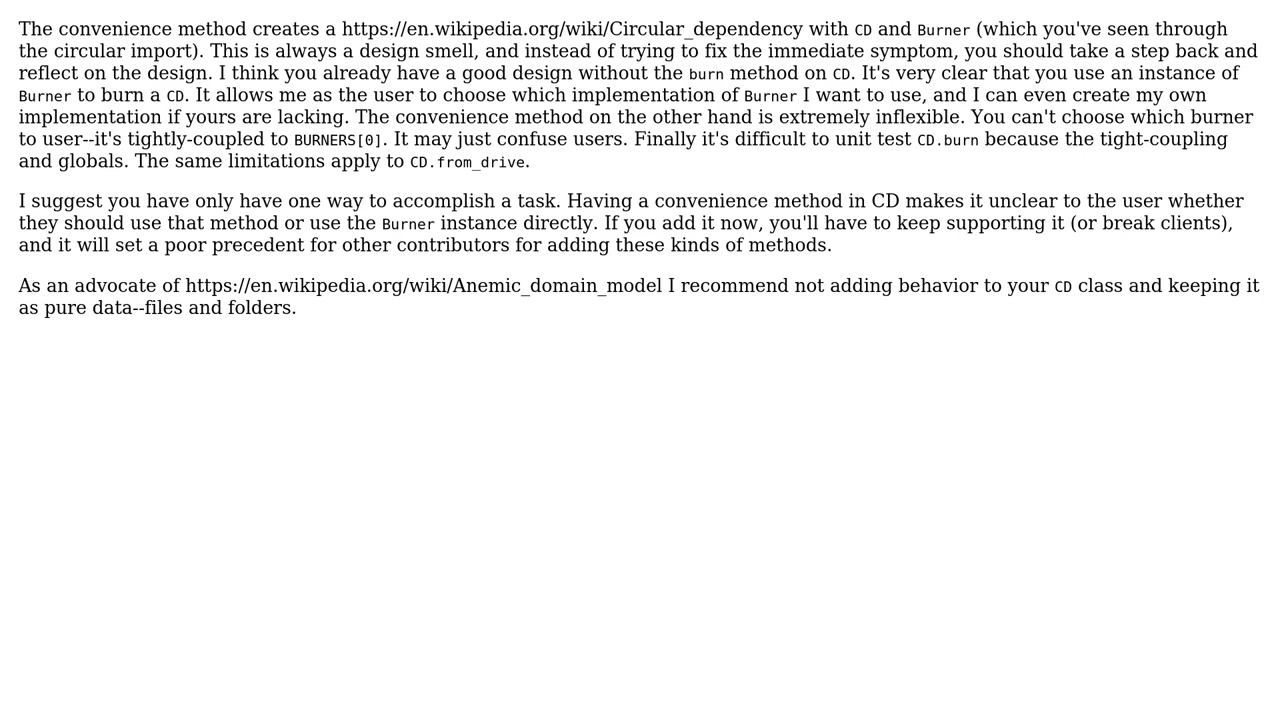 The convenience method creates a https://en.wikipedia.org/wiki/Circular_dependency with CD and Burner (which you've seen through
the circular import). This is always a design smell, and instead of trying to fix the immediate symptom, you should take a step back and
reflect on the design. I think you already have a good design without the burn method on CD. It's very clear that you use an instance of
Burner to burn a CD. It allows me as the user to choose which implementation of Burner I want to use, and I can even create my own
implementation if yours are lacking. The convenience method on the other hand is extremely inflexible. You can't choose which burner
to user--it's tightly-coupled to BURNERS[0]. It may just confuse users. Finally it's difficult to unit test CD.burn because the tight-coupling
and globals. The same limitations apply to CD.from_drive.
I suggest you have only have one way to accomplish a task. Having a convenience method in CD makes it unclear to the user whether
they should use that method or use the Burner instance directly. If you add it now, you'll have to keep supporting it (or break clients),
and it will set a poor precedent for other contributors for adding these kinds of methods.
As an advocate of https://en.wikipedia.org/wiki/Anemic_domain_model I recommend not adding behavior to your CD class and keeping it
as pure data--files and folders.